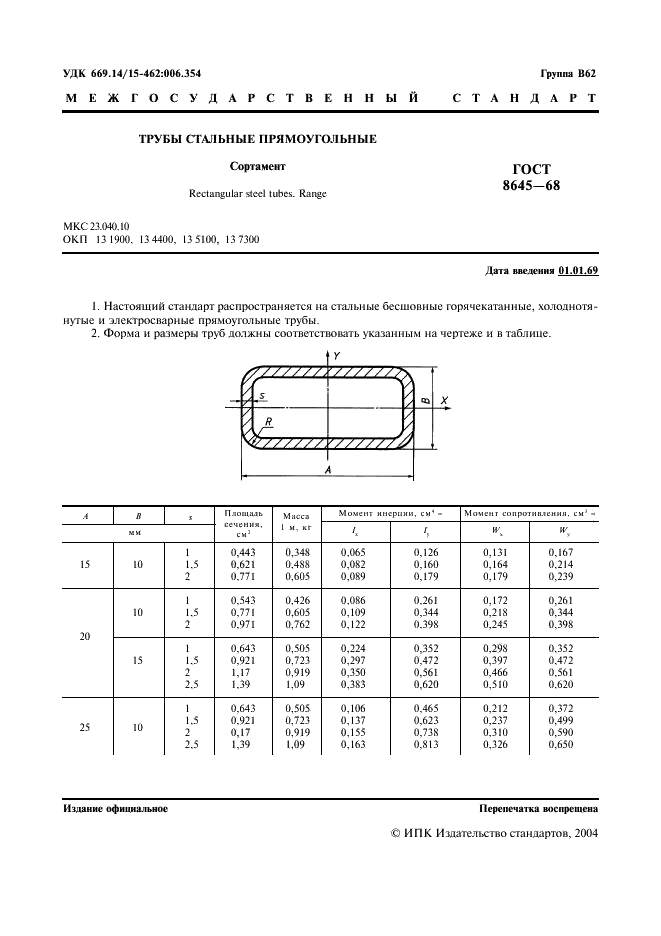 УДК 669.14/15-462:006.354 Группа В62
МЕЖГОСУДАРСТВЕННЫЙ СТАНДАРТ
ТРУБЫ СТАЛЬНЫЕ ПРЯМОУГОЛЬНЫЕ
Сортамент
Rectangular steel tubes. Range
ГОСТ
8645—68
МКС 23.040.10
ОКП 13 1900, 13 4400, 13 5100, 13 7300
Дата введения 01.01.69
1. Настоящий стандарт распространяется на стальные бесшовные горячекатанные, холоднотя-
нутые и электросварные прямоугольные трубы.
2. Форма и размеры труб должны соответствовать указанным на чертеже и в таблице.
Y
s
B
X
R
A
A B s Площадь сечения, см² Масса 1 м, кг Момент инерции, см⁴ = Момент сопротивления, см³ =
мм Ix Iy Wx Wy
15 10 1 0,443 0,348 0,065 0,126 0,131 0,167
1,5 0,621 0,488 0,082 0,160 0,164 0,214
2 0,771 0,605 0,089 0,179 0,179 0,239
20 10 1 0,543 0,426 0,086 0,261 0,172 0,261
1,5 0,771 0,605 0,109 0,344 0,218 0,344
2 0,971 0,762 0,122 0,398 0,245 0,398
15 1 0,643 0,505 0,224 0,352 0,298 0,352
1,5 0,921 0,723 0,297 0,472 0,397 0,472
2 1,17 0,919 0,350 0,561 0,466 0,561
2,5 1,39 1,09 0,383 0,620 0,510 0,620
25 10 1 0,643 0,505 0,106 0,465 0,212 0,372
1,5 0,921 0,723 0,137 0,623 0,237 0,499
2 0,17 0,919 0,155 0,738 0,310 0,590
2,5 1,39 1,09 0,163 0,813 0,326 0,650
Издание официальное Перепечатка воспрещена
© ИПК Издательство стандартов, 2004